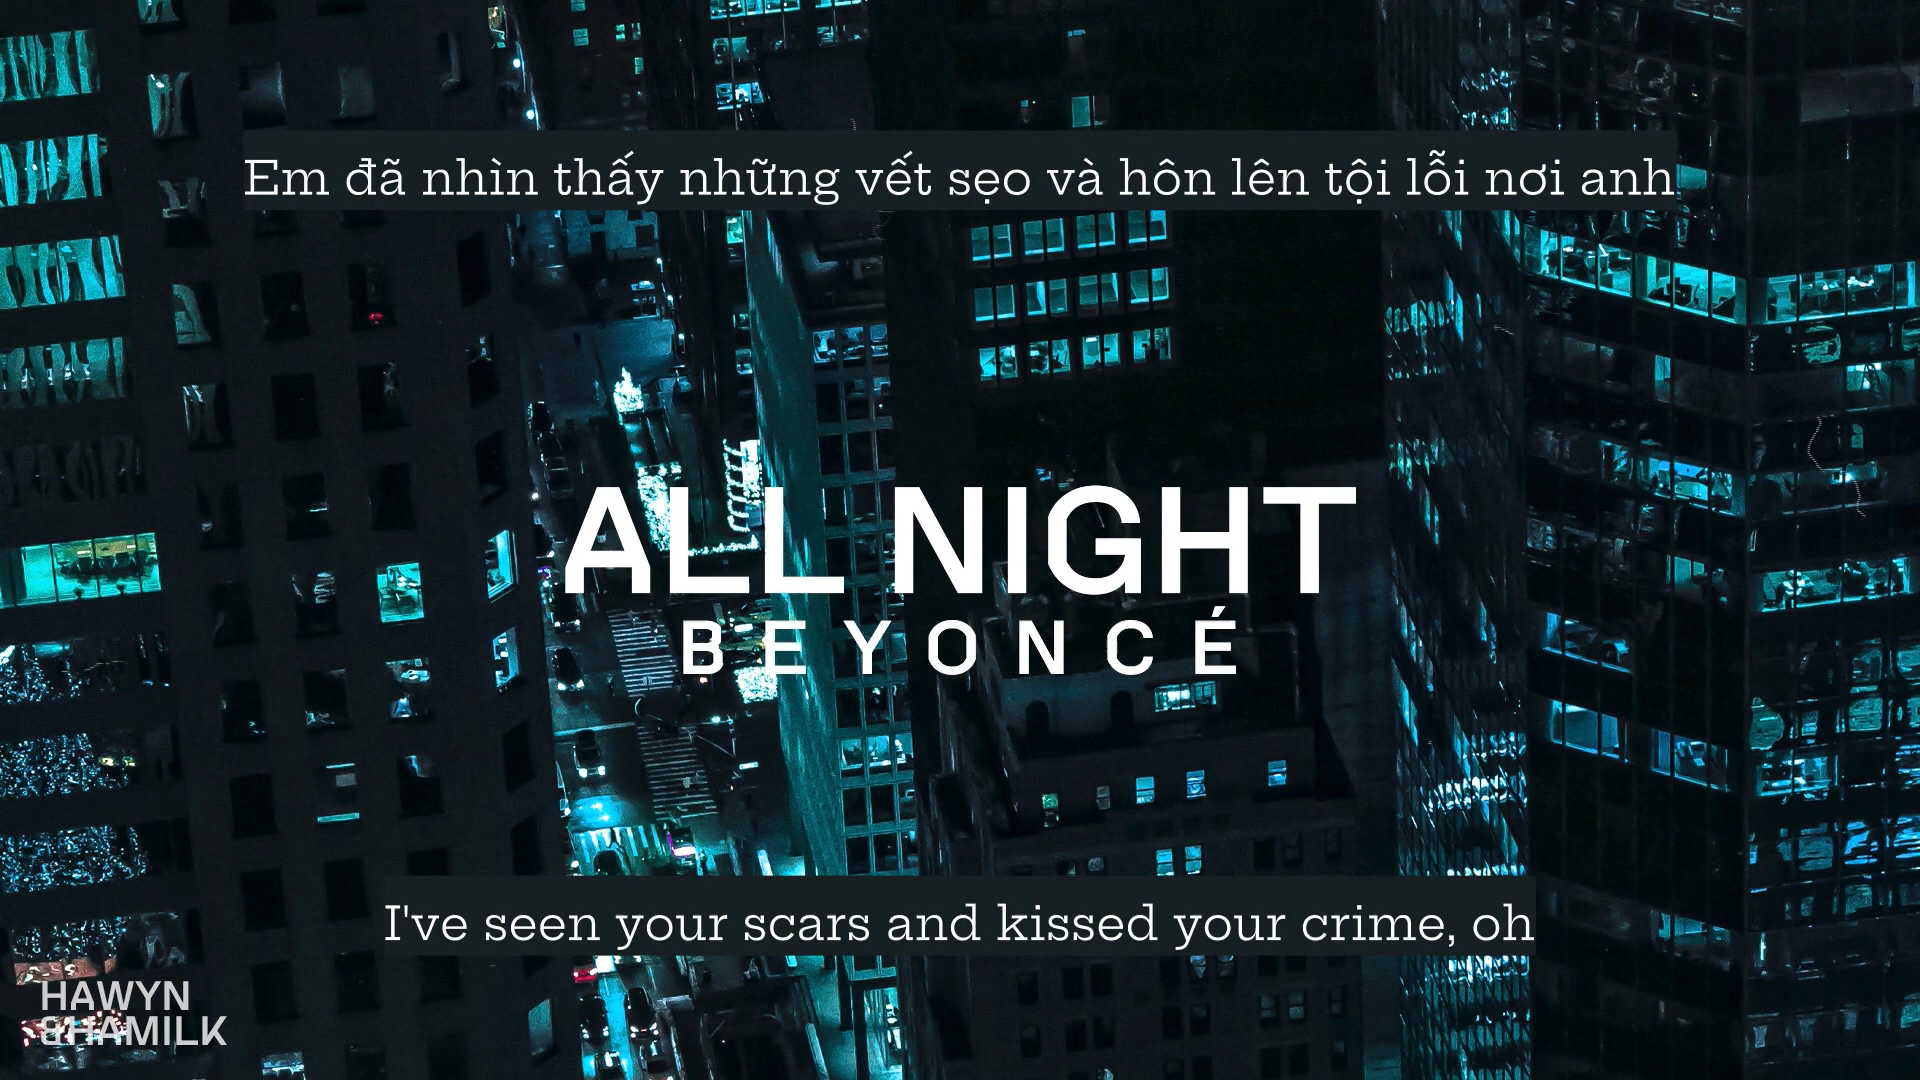 Em đã nhìn thấy những vết sẹo và hôn lên tội lỗi nơi anh
ALL NIGHT
BEYONCÉ
I've seen your scars and kissed your crime, oh
HAWYN
&HAMILK